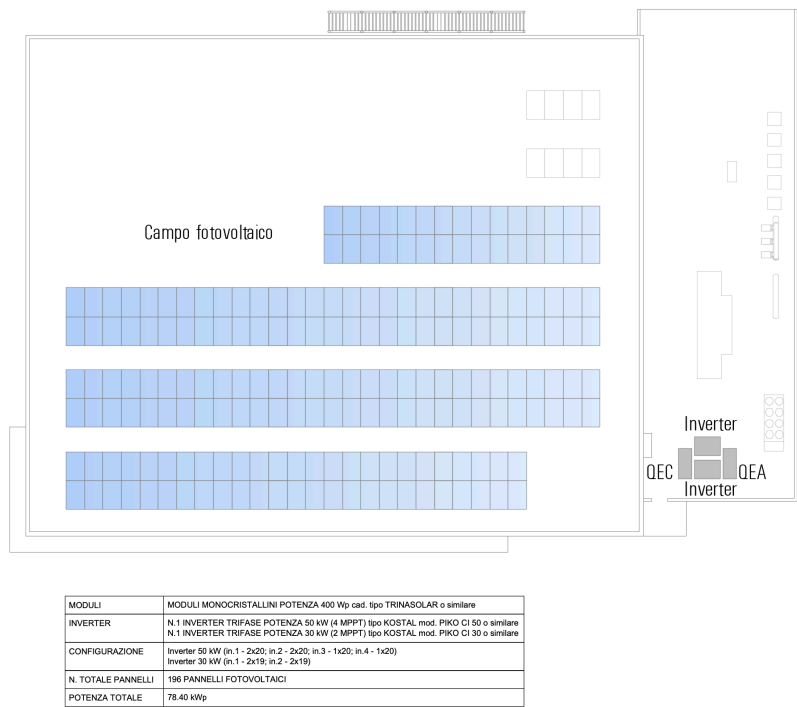 Campo fotovoltaico
Inverter
QEC
QEA
Inverter
MODULI
MODULI MONOCRISTALLINI POTENZA 400 Wp cad. tipo TRINASOLAR o similare
INVERTER
N.1 INVERTER TRIFASE POTENZA 50 kW (4 MPPT) tipo KOSTAL mod. PIKO CI 50 o similare
N.1 INVERTER TRIFASE POTENZA 30 kW (2 MPPT) tipo KOSTAL mod. PIKO CI 30 o similare
CONFIGURAZIONE
Inverter 50 kW (in.1 - 2x20; in.2 - 2x20; in.3 - 1x20; in.4 - 1x20)
Inverter 30 kW (in.1 - 2x19; in.2 - 2x19)
N. TOTALE PANNELLI
196 PANNELLI FOTOVOLTAICI
POTENZA TOTALE
78.40 kWp